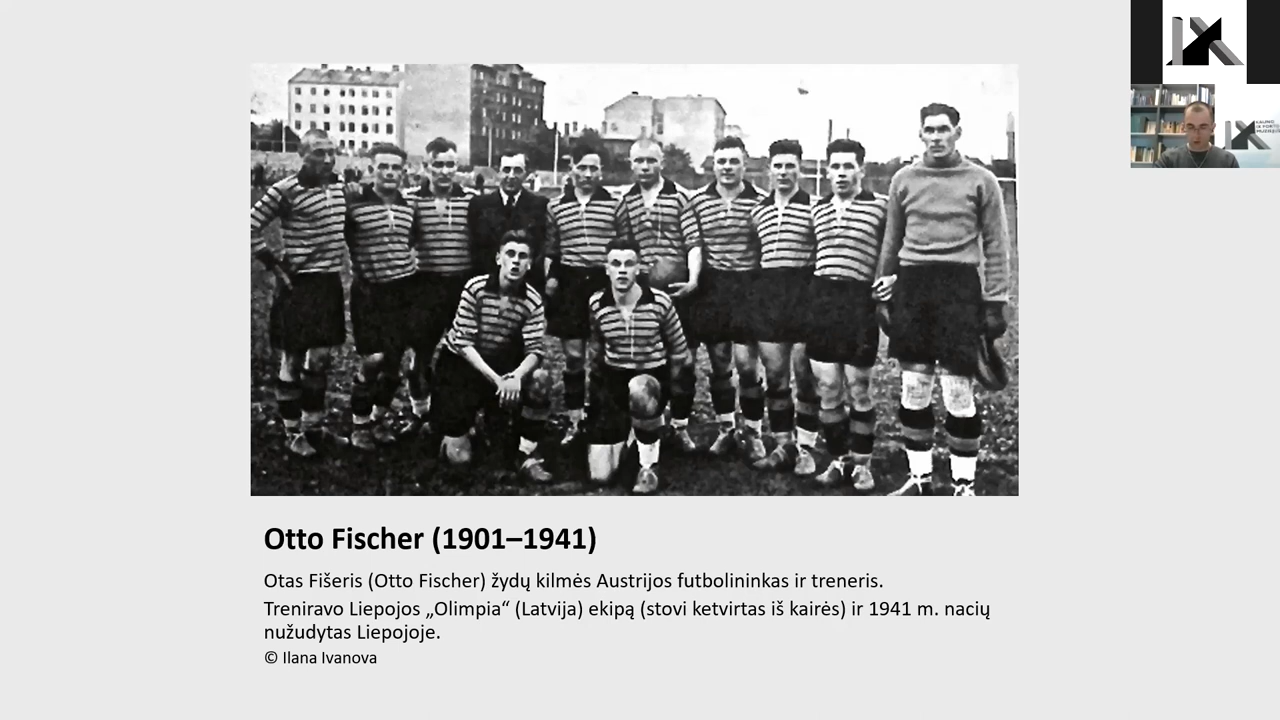 Otto Fischer (1901–1941)
Otas Fišeris (Otto Fischer) žydų kilmės Austrijos futbolininkas ir treneris.
Treniravo Liepojos „Olimpia“ (Latvija) ekipą (stovi ketvirtas iš kairės) ir 1941 m. nacių
nužudytas Liepojoje.
© Ilana Ivanova